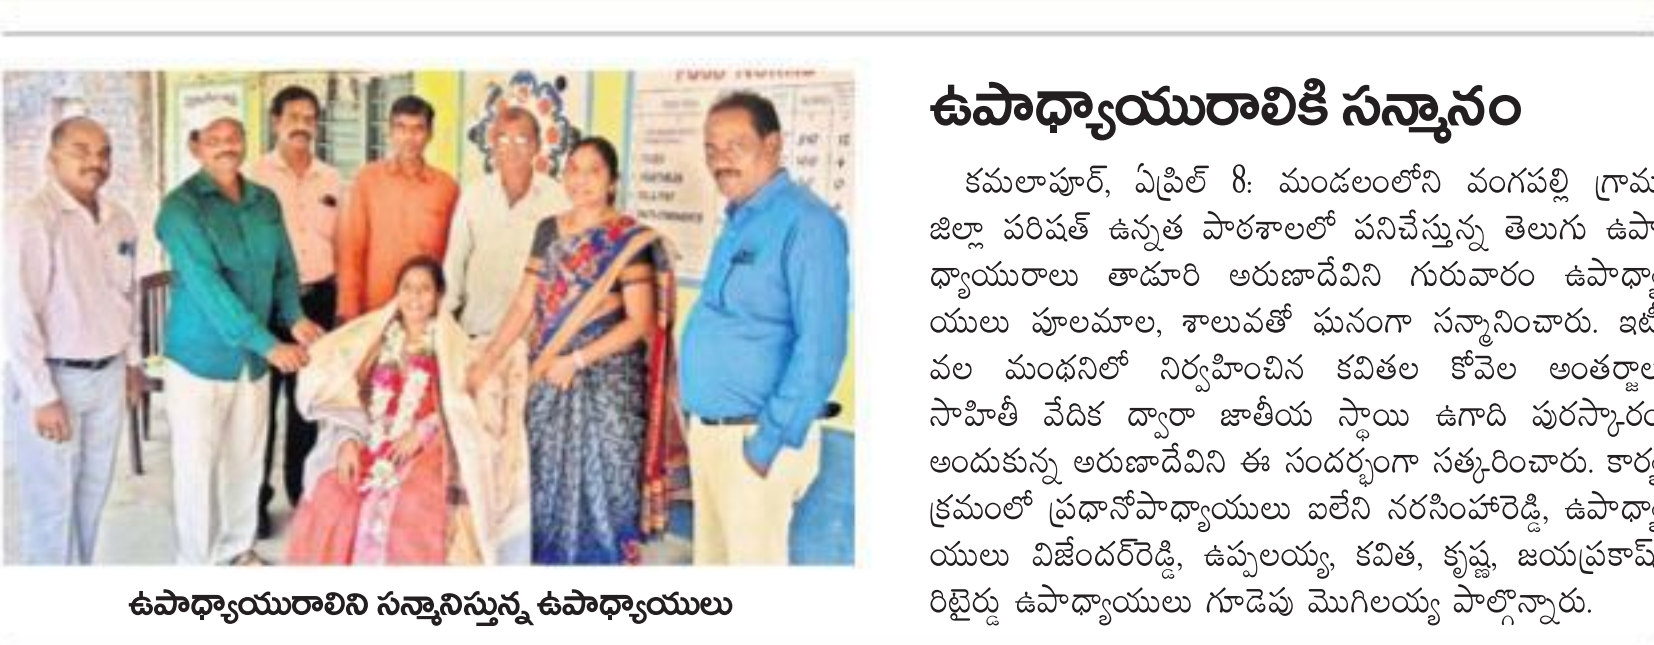 ఉపాధ్యాయురాలికి సన్మానం
కమలాపూర్, ఏప్రిల్ 8: మండలంలోని వంగపల్లి గ్రామ
జిల్లా పరిషత్ ఉన్నత పాఠశాలలో పనిచేస్తున్న తెలుగు ఉపా
ధ్యాయురాలు తాడూరి అరుణాదేవిని గురువారం ఉపాధ్యా
యులు పూలమాల, శాలువతో ఘనంగా సన్మానించారు. ఇటీ
వల మంథనిలో నిర్వహించిన కవితల కోవెల అంతర్జాల
సాహితీ వేదిక ద్వారా జాతీయ స్థాయి ఉగాది పురస్కారం
అందుకున్న అరుణాదేవిని ఈ సందర్భంగా సత్కరించారు. కార్య
క్రమంలో ప్రధానోపాధ్యాయులు ఐలేని నరసింహారెడ్డి, ఉపాధ్యా
యులు విజేందర్‌రెడ్డి, ఉప్పలయ్య, కవిత, కృష్ణ, జయప్రకాష్
రిటైర్డు ఉపాధ్యాయులు గూడెపు మొగిలయ్య పాల్గొన్నారు.
ఉపాధ్యాయురాలిని సన్మానిస్తున్న ఉపాధ్యాయులు